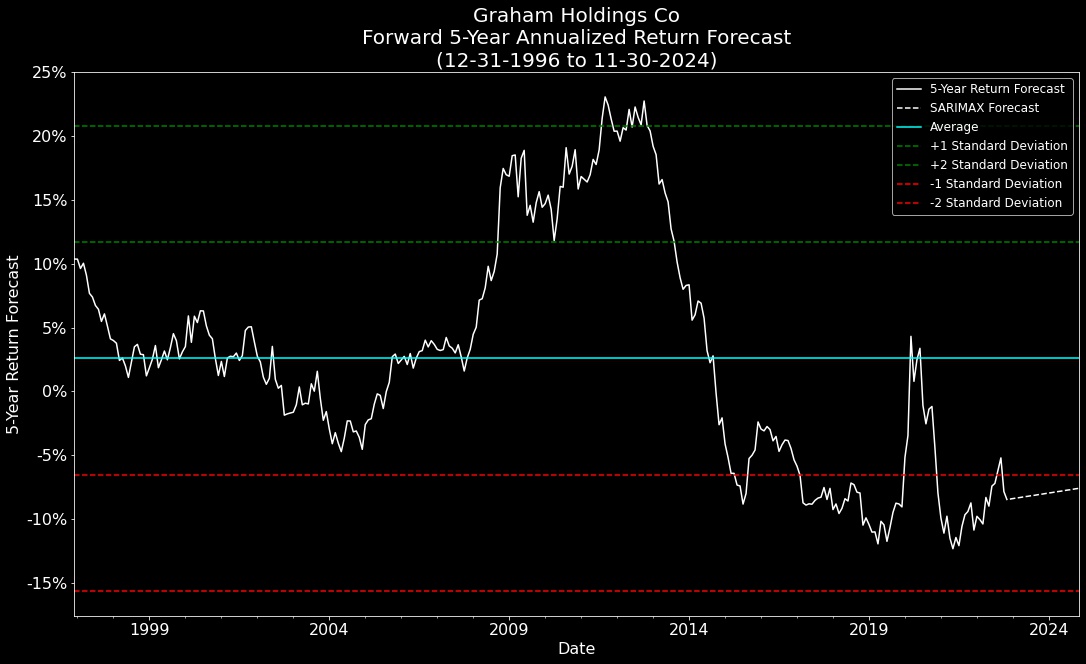 Graham Holdings Co
Forward 5-Year Annualized Return Forecast
(12-31-1996 to 11-30-2024)
5-Year Return Forecast
25%
20%
15%
10%
5%
0%
-5%
-10%
-15%
5-Year Return Forecast
SARIMAX Forecast
Average
+1 Standard Deviation
+2 Standard Deviation
-1 Standard Deviation
-2 Standard Deviation
1999 2004 2009 2014 2019 2024
Date